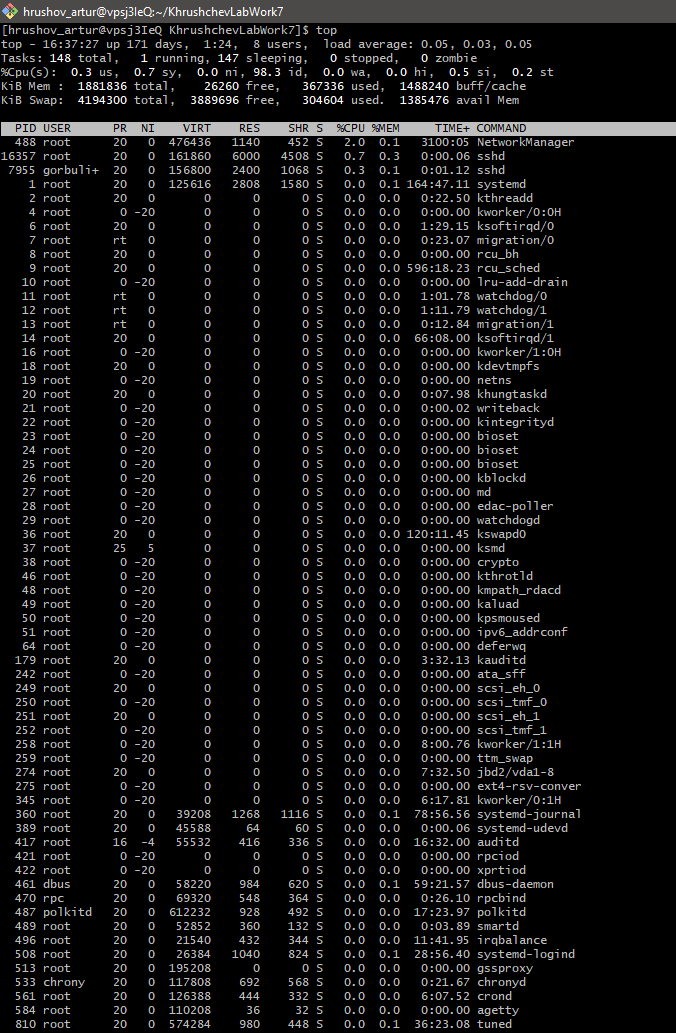 hrushov_artur@vpsj3IeQ:~/KhrushchevLabWork7
[hrushov_artur@vpsj3IeQ KhrushchevLabWork7]$ top
top - 16:37:27 up 171 days,  1:24,  8 users,  load average: 0.05, 0.03, 0.05
Tasks: 148 total,   1 running, 147 sleeping,   0 stopped,   0 zombie
%Cpu(s):  0.3 us,  0.7 sy,  0.0 ni, 98.3 id,  0.0 wa,  0.0 hi,  0.5 si,  0.2 st
KiB Mem :  1881836 total,    26260 free,   367336 used,  1488240 buff/cache
KiB Swap:  4194300 total,  3889696 free,   304604 used.  1385476 avail Mem
PID USER PR NI VIRT RES SHR S %CPU %MEM TIME+ COMMAND
488 root 20 0 476436 1140 452 S 2.0 0.1 3100:05 NetworkManager
16357 root 20 0 161860 6000 4508 S 0.7 0.3 0:00.06 sshd
7955 gorbuli+ 20 0 156800 2400 1068 S 0.3 0.1 0:01.12 sshd
1 root 20 0 125616 2808 1580 S 0.0 0.1 164:47.11 systemd
2 root 20 0 0 0 0 S 0.0 0.0 0:22.50 kthreadd
4 root 0 -20 0 0 0 S 0.0 0.0 0:00.00 kworker/0:0H
6 root 20 0 0 0 0 S 0.0 0.0 1:29.15 ksoftirqd/0
7 root rt 0 0 0 0 S 0.0 0.0 0:23.07 migration/0
8 root 20 0 0 0 0 S 0.0 0.0 0:00.00 rcu_bh
9 root 20 0 0 0 0 S 0.0 0.0 596:18.23 rcu_sched
10 root 0 -20 0 0 0 S 0.0 0.0 0:00.00 lru-add-drain
11 root rt 0 0 0 0 S 0.0 0.0 1:01.78 watchdog/0
12 root rt 0 0 0 0 S 0.0 0.0 1:11.79 watchdog/1
13 root rt 0 0 0 0 S 0.0 0.0 0:12.84 migration/1
14 root 20 0 0 0 0 S 0.0 0.0 66:08.00 ksoftirqd/1
16 root 0 -20 0 0 0 S 0.0 0.0 0:00.00 kworker/1:0H
18 root 20 0 0 0 0 S 0.0 0.0 0:00.00 kdevtmpfs
19 root 0 -20 0 0 0 S 0.0 0.0 0:00.00 netns
20 root 20 0 0 0 0 S 0.0 0.0 0:07.98 khungtaskd
21 root 0 -20 0 0 0 S 0.0 0.0 0:00.02 writeback
22 root 0 -20 0 0 0 S 0.0 0.0 0:00.00 kintegrityd
23 root 0 -20 0 0 0 S 0.0 0.0 0:00.00 bioset
24 root 0 -20 0 0 0 S 0.0 0.0 0:00.00 bioset
25 root 0 -20 0 0 0 S 0.0 0.0 0:00.00 bioset
26 root 0 -20 0 0 0 S 0.0 0.0 0:00.00 kblockd
27 root 0 -20 0 0 0 S 0.0 0.0 0:00.00 md
28 root 0 -20 0 0 0 S 0.0 0.0 0:00.00 edac-poller
29 root 0 -20 0 0 0 S 0.0 0.0 0:00.00 watchdogd
36 root 20 0 0 0 0 S 0.0 0.0 120:11.45 kswapd0
37 root 25 5 0 0 0 S 0.0 0.0 0:00.00 ksmd
38 root 0 -20 0 0 0 S 0.0 0.0 0:00.00 crypto
46 root 0 -20 0 0 0 S 0.0 0.0 0:00.00 kthrotld
48 root 0 -20 0 0 0 S 0.0 0.0 0:00.00 kmpath_rdacd
49 root 0 -20 0 0 0 S 0.0 0.0 0:00.00 kaluad
50 root 0 -20 0 0 0 S 0.0 0.0 0:00.00 kpsmoused
51 root 0 -20 0 0 0 S 0.0 0.0 0:00.00 ipv6_addrconf
64 root 0 -20 0 0 0 S 0.0 0.0 0:00.00 deferwq
179 root 20 0 0 0 0 S 0.0 0.0 3:32.13 kauditd
242 root 0 -20 0 0 0 S 0.0 0.0 0:00.00 ata_sff
249 root 20 0 0 0 0 S 0.0 0.0 0:00.00 scsi_eh_0
250 root 0 -20 0 0 0 S 0.0 0.0 0:00.00 scsi_tmf_0
251 root 20 0 0 0 0 S 0.0 0.0 0:00.00 scsi_eh_1
252 root 0 -20 0 0 0 S 0.0 0.0 0:00.00 scsi_tmf_1
258 root 0 -20 0 0 0 S 0.0 0.0 8:00.76 kworker/1:1H
259 root 0 -20 0 0 0 S 0.0 0.0 0:00.00 ttm_swap
274 root 20 0 0 0 0 S 0.0 0.0 7:32.50 jbd2/vda1-8
275 root 0 -20 0 0 0 S 0.0 0.0 0:00.00 ext4-rsv-conver
345 root 0 -20 0 0 0 S 0.0 0.0 6:17.81 kworker/0:1H
360 root 20 0 39208 1268 1116 S 0.0 0.1 78:56.56 systemd-journal
389 root 20 0 45588 64 60 S 0.0 0.0 0:00.06 systemd-udevd
417 root 16 -4 55532 416 336 S 0.0 0.0 16:32.00 auditd
421 root 0 -20 0 0 0 S 0.0 0.0 0:00.00 rpciod
422 root 0 -20 0 0 0 S 0.0 0.0 0:00.00 xprtiod
461 dbus 20 0 58220 984 620 S 0.0 0.1 59:21.57 dbus-daemon
470 rpc 20 0 69320 548 364 S 0.0 0.0 0:26.10 rpcbind
487 polkitd 20 0 612232 928 492 S 0.0 0.0 17:23.97 polkitd
489 root 20 0 52852 360 132 S 0.0 0.0 0:03.89 smartd
496 root 20 0 21540 432 344 S 0.0 0.0 11:41.95 irqbalance
508 root 20 0 26384 1040 824 S 0.0 0.1 28:56.40 systemd-logind
513 root 20 0 195208 0 0 S 0.0 0.0 0:00.00 gssproxy
533 chrony 20 0 117808 692 568 S 0.0 0.0 0:21.67 chronyd
561 root 20 0 126388 444 332 S 0.0 0.0 6:07.52 crond
584 root 20 0 110208 36 32 S 0.0 0.0 0:00.00 agetty
810 root 20 0 574284 980 448 S 0.0 0.1 36:23.08 tuned